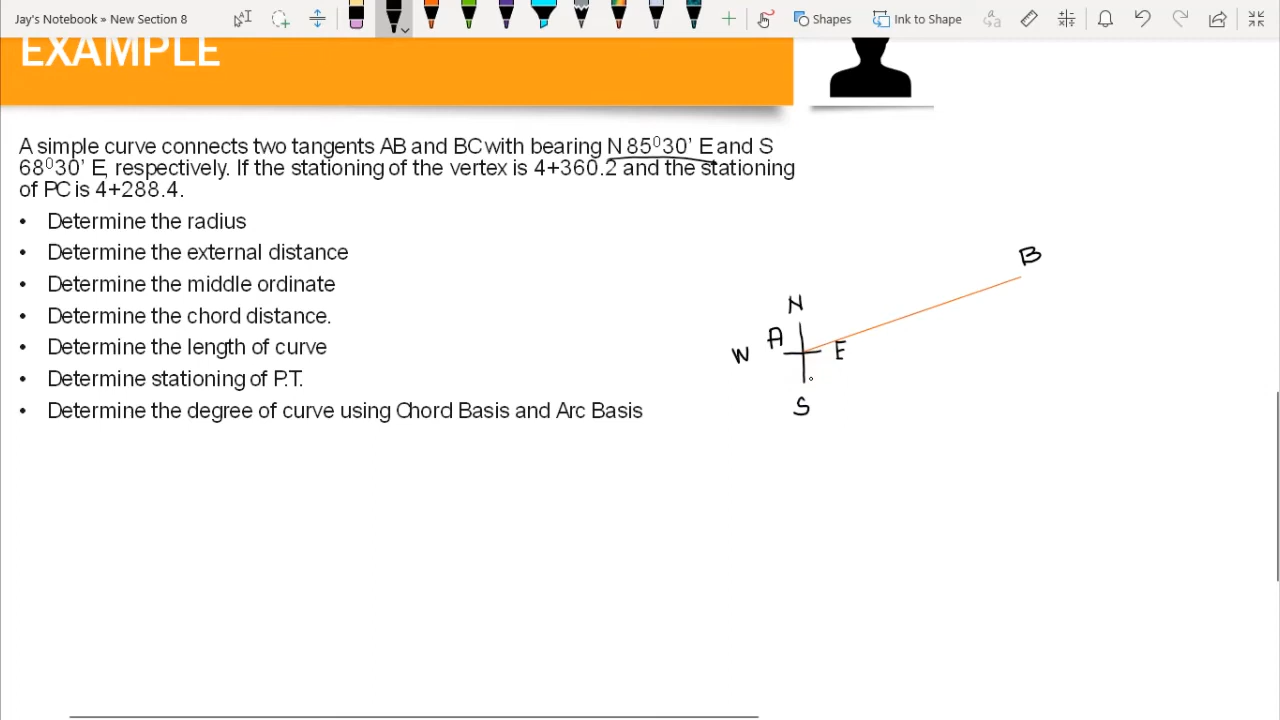 Jay's Notebook » New Section 8
Shapes
Ink to Shape
EXAMPLE
A simple curve connects two tangents AB and BC with bearing N 85⁰30' E and S
68⁰30' E, respectively. If the stationing of the vertex is 4+360.2 and the stationing
of PC is 4+288.4.
• Determine the radius
• Determine the external distance
• Determine the middle ordinate
• Determine the chord distance.
• Determine the length of curve
• Determine stationing of P.T.
• Determine the degree of curve using Chord Basis and Arc Basis
B
N
A
W
E
S